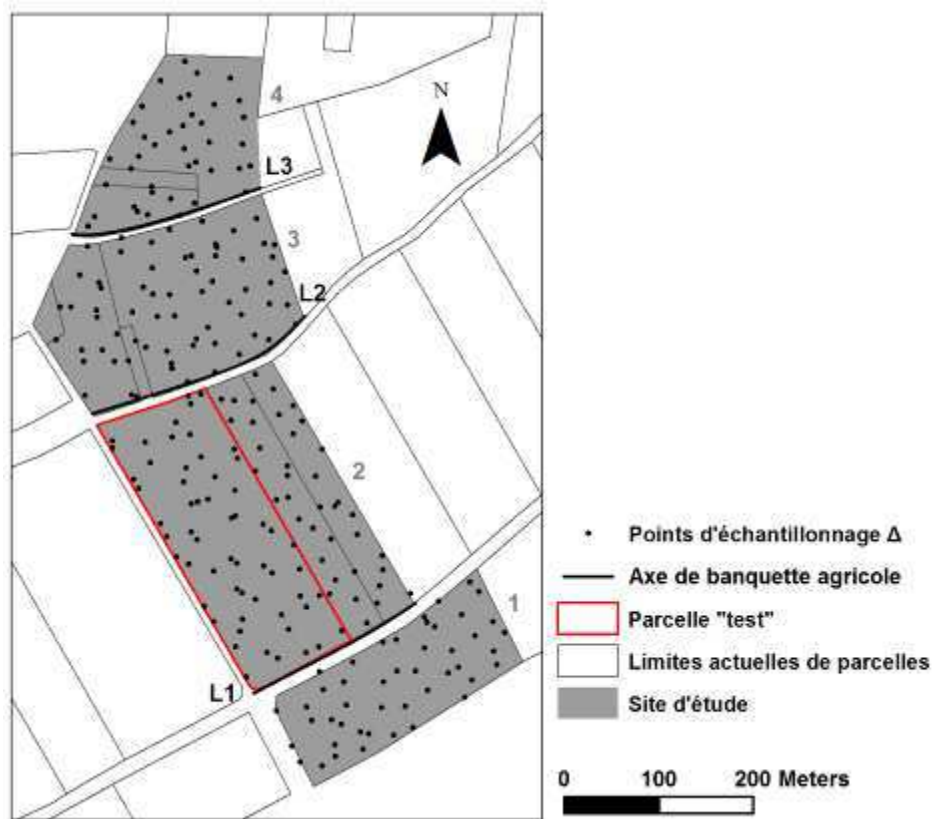 4
N
L3
3
L2
2
1
L1
Points d'échantillonnage Δ
Axe de banquette agricole
Parcelle "test"
Limites actuelles de parcelles
Site d'étude
0 100 200 Meters